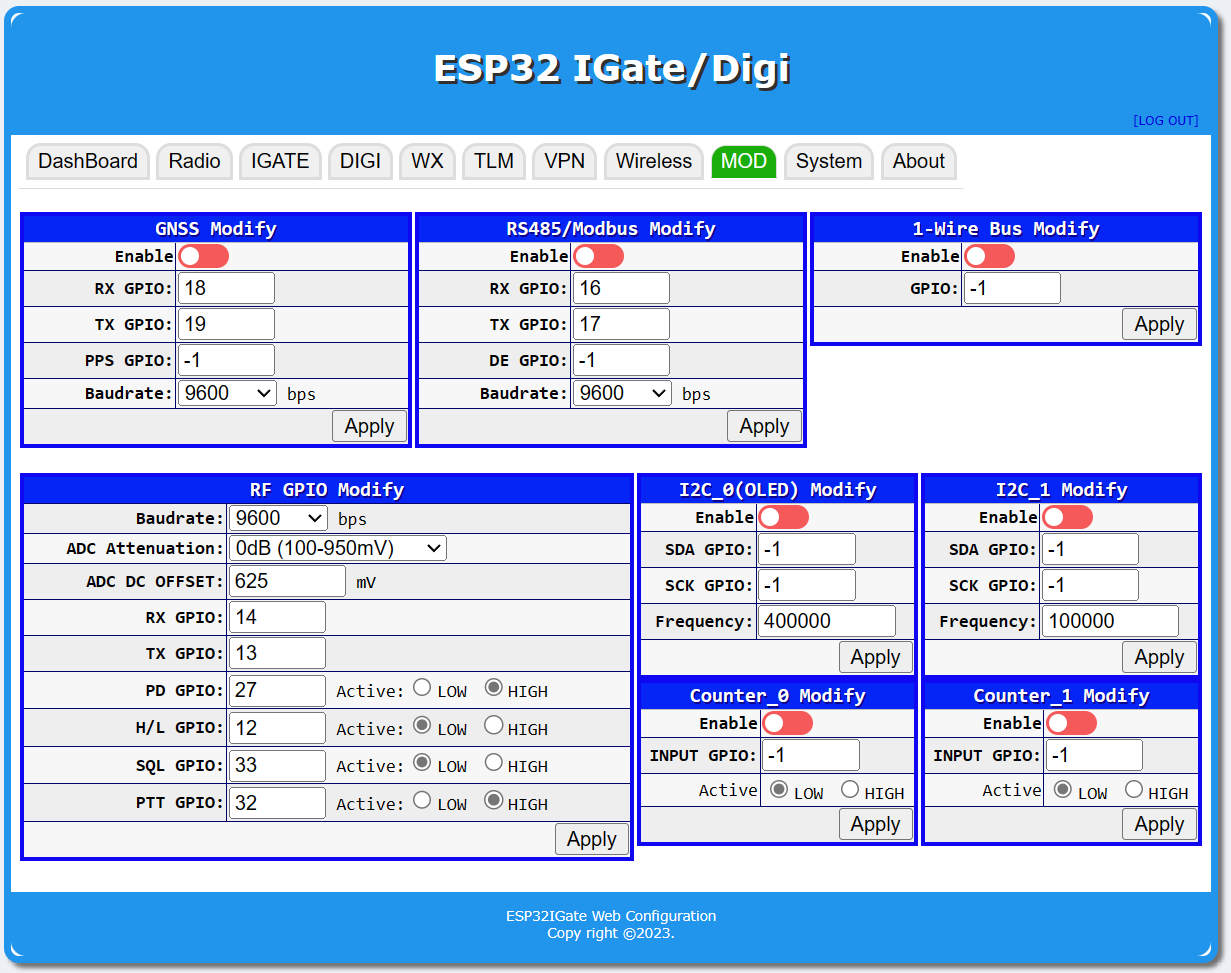 ESP32 IGate/Digi
[LOG OUT]
DashBoard Radio IGATE DIGI WX TLM VPN Wireless MOD System About
GNSS Modify
Enable
RX GPIO: 18
TX GPIO: 19
PPS GPIO: -1
Baudrate: 9600 bps
Apply
RS485/Modbus Modify
Enable
RX GPIO: 16
TX GPIO: 17
DE GPIO: -1
Baudrate: 9600 bps
Apply
1-Wire Bus Modify
Enable
GPIO: -1
Apply
RF GPIO Modify
Baudrate: 9600 bps
ADC Attenuation: 0dB (100-950mV)
ADC DC OFFSET: 625 mV
RX GPIO: 14
TX GPIO: 13
PD GPIO: 27 Active: LOW HIGH
H/L GPIO: 12 Active: LOW HIGH
SQL GPIO: 33 Active: LOW HIGH
PTT GPIO: 32 Active: LOW HIGH
Apply
I2C_0(OLED) Modify
Enable
SDA GPIO: -1
SCK GPIO: -1
Frequency: 400000
Apply
I2C_1 Modify
Enable
SDA GPIO: -1
SCK GPIO: -1
Frequency: 100000
Apply
Counter_0 Modify
Enable
INPUT GPIO: -1
Active LOW HIGH
Apply
Counter_1 Modify
Enable
INPUT GPIO: -1
Active LOW HIGH
Apply
ESP32IGate Web Configuration
Copy right ©2023.